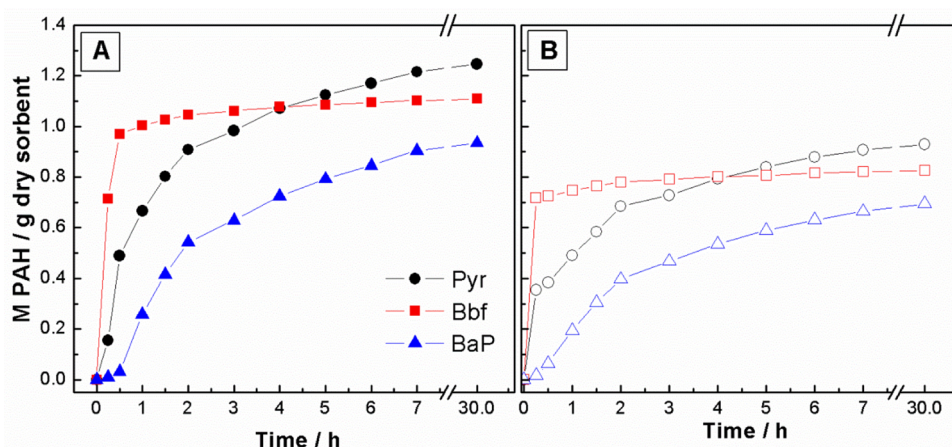 A
B
M PAH / g dry sorbent
1.4
1.2
1.0
0.8
0.6
0.4
0.2
0.0
Pyr
Bbf
BaP
0 1 2 3 4 5 6 7 30.0
0 1 2 3 4 5 6 7 30.0
Time / h
Time / h